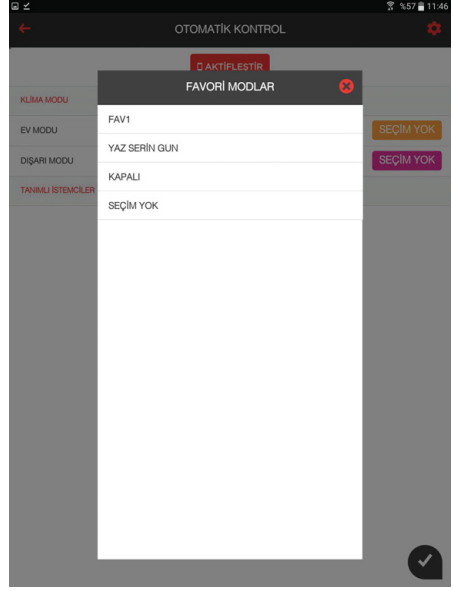 %57 11:46
OTOMATİK KONTROL
AKTİFLEŞTİR
FAVORİ MODLAR
KLİMA MODU
FAV1
EV MODU
SEÇİM YOK
YAZ SERİN GUN
DIŞARI MODU
SEÇİM YOK
KAPALI
TANIMLI İSTEMCİLER
SEÇİM YOK